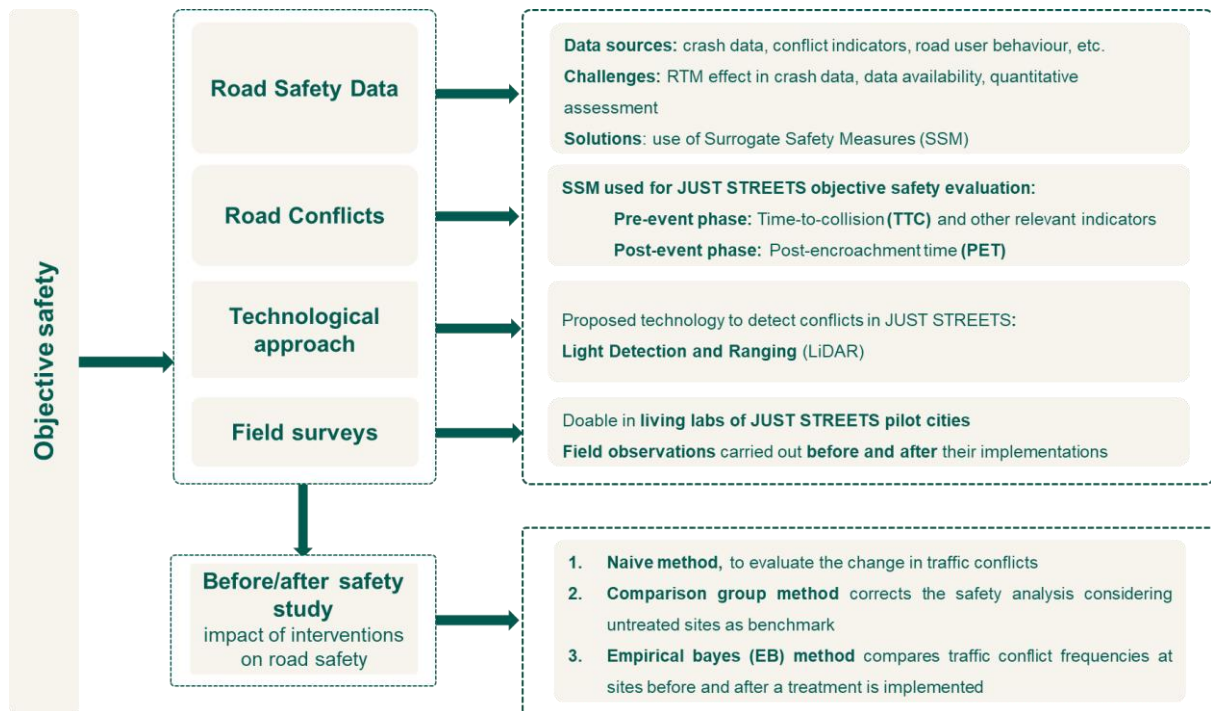 Objective safety
Road Safety Data
Data sources: crash data, conflict indicators, road user behaviour, etc.
Challenges: RTM effect in crash data, data availability, quantitative
assessment
Solutions: use of Surrogate Safety Measures (SSM)
Road Conflicts
SSM used for JUST STREETS objective safety evaluation:
Pre-event phase: Time-to-collision (TTC) and other relevant indicators
Post-event phase: Post-encroachment time (PET)
Technological
approach
Proposed technology to detect conflicts in JUST STREETS:
Light Detection and Ranging (LiDAR)
Field surveys
Doable in living labs of JUST STREETS pilot cities
Field observations carried out before and after their implementations
Before/after safety
study
impact of interventions
on road safety
1. Naive method, to evaluate the change in traffic conflicts
2. Comparison group method corrects the safety analysis considering
untreated sites as benchmark
3. Empirical bayes (EB) method compares traffic conflict frequencies at
sites before and after a treatment is implemented